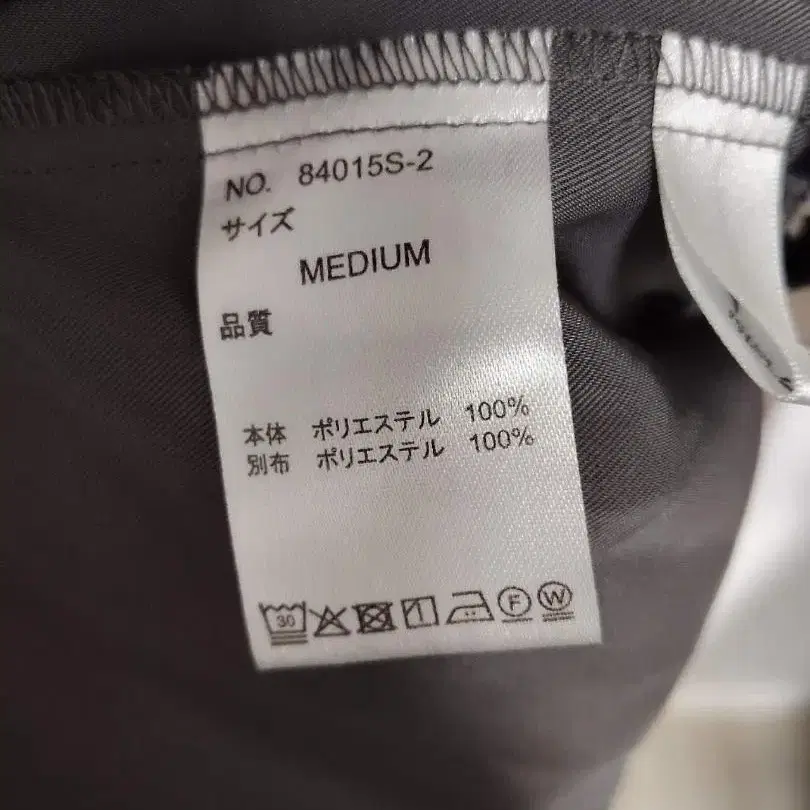 NO. 84015S-2
サイズ
MEDIUM
品質
本体 ポリエステル 100%
別布 ポリエステル 100%
30 F W